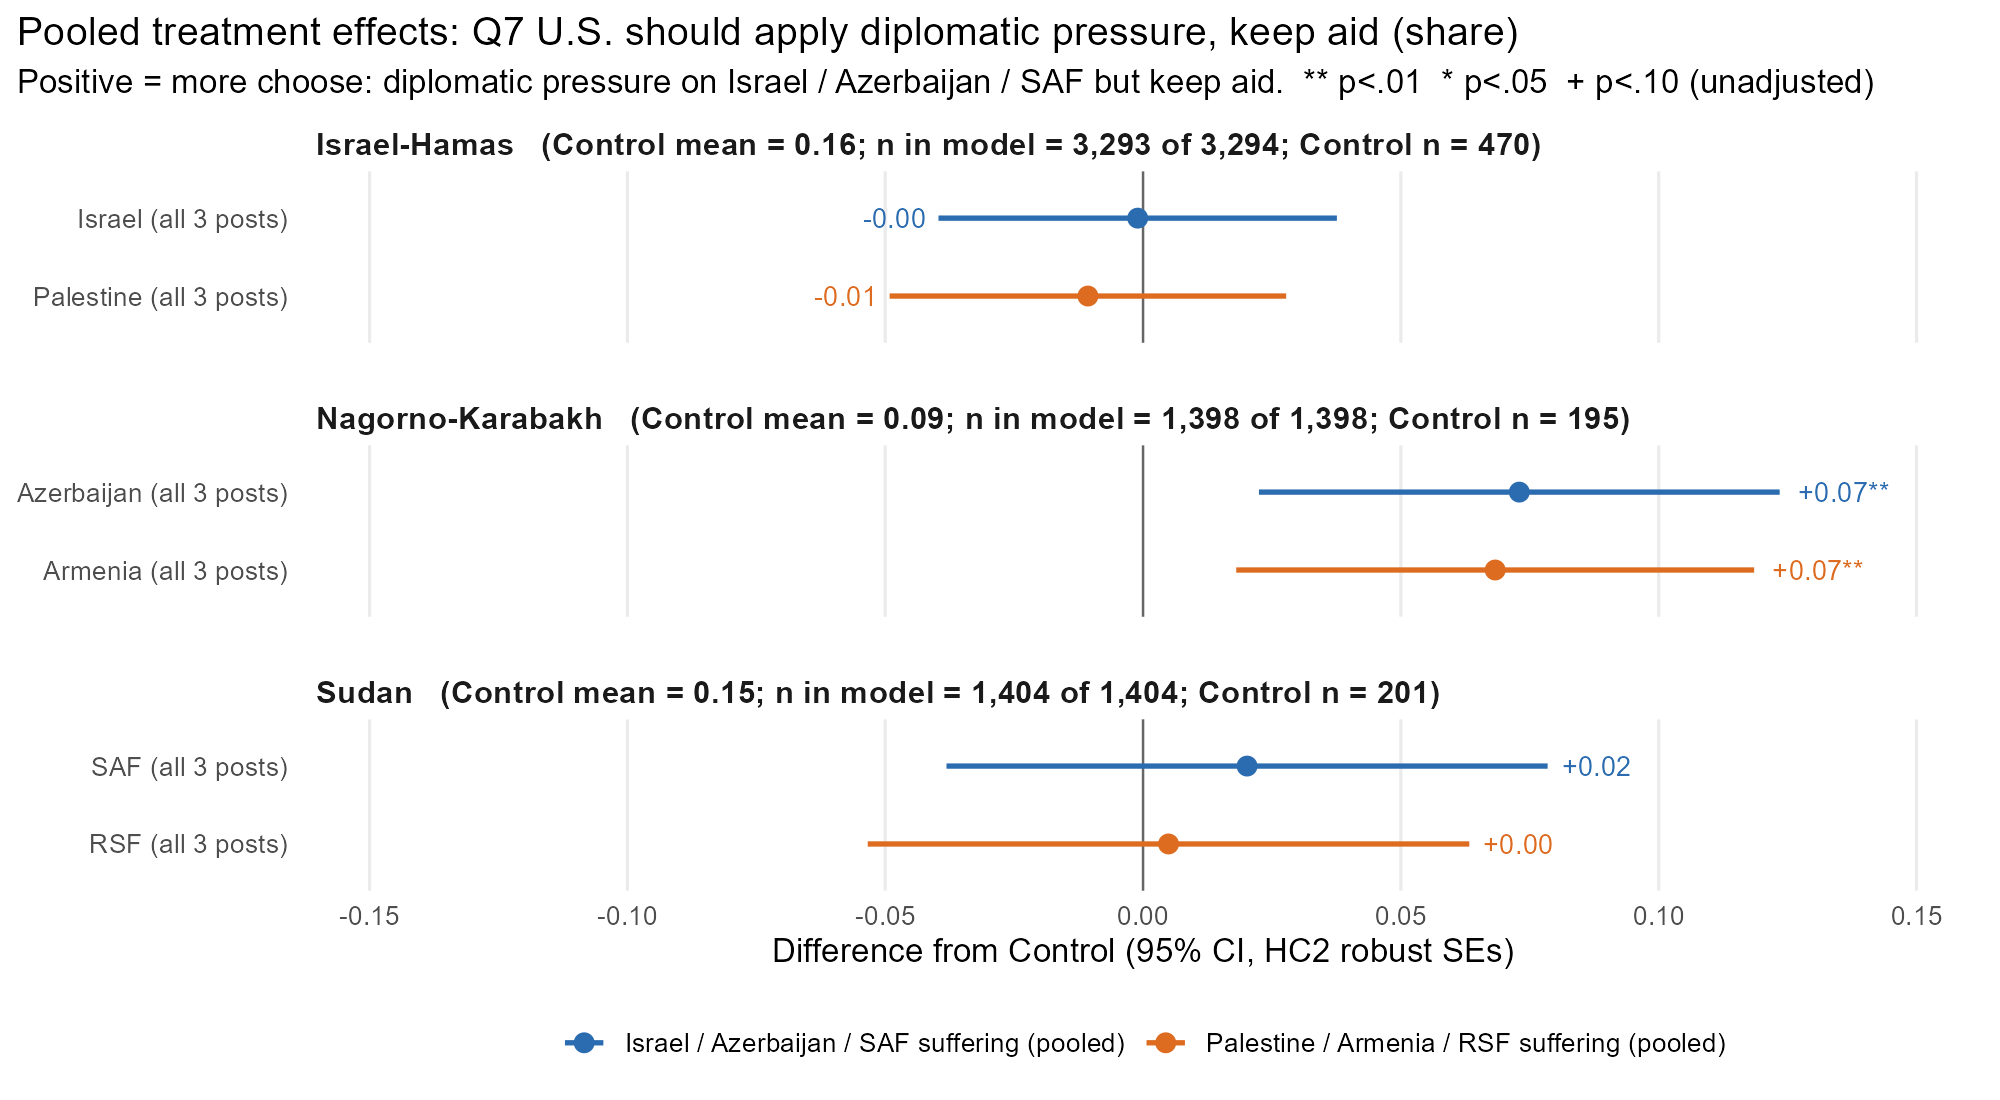 Pooled treatment effects: Q7 U.S. should apply diplomatic pressure, keep aid (share)
Positive = more choose: diplomatic pressure on Israel / Azerbaijan / SAF but keep aid.  ** p<.01  * p<.05  + p<.10 (unadjusted)
Israel-Hamas   (Control mean = 0.16; n in model = 3,293 of 3,294; Control n = 470)
Israel (all 3 posts)
-0.00
Palestine (all 3 posts)
-0.01
Nagorno-Karabakh   (Control mean = 0.09; n in model = 1,398 of 1,398; Control n = 195)
Azerbaijan (all 3 posts)
+0.07**
Armenia (all 3 posts)
+0.07**
Sudan   (Control mean = 0.15; n in model = 1,404 of 1,404; Control n = 201)
SAF (all 3 posts)
+0.02
RSF (all 3 posts)
+0.00
-0.15 -0.10 -0.05 0.00 0.05 0.10 0.15
Difference from Control (95% CI, HC2 robust SEs)
Israel / Azerbaijan / SAF suffering (pooled) Palestine / Armenia / RSF suffering (pooled)